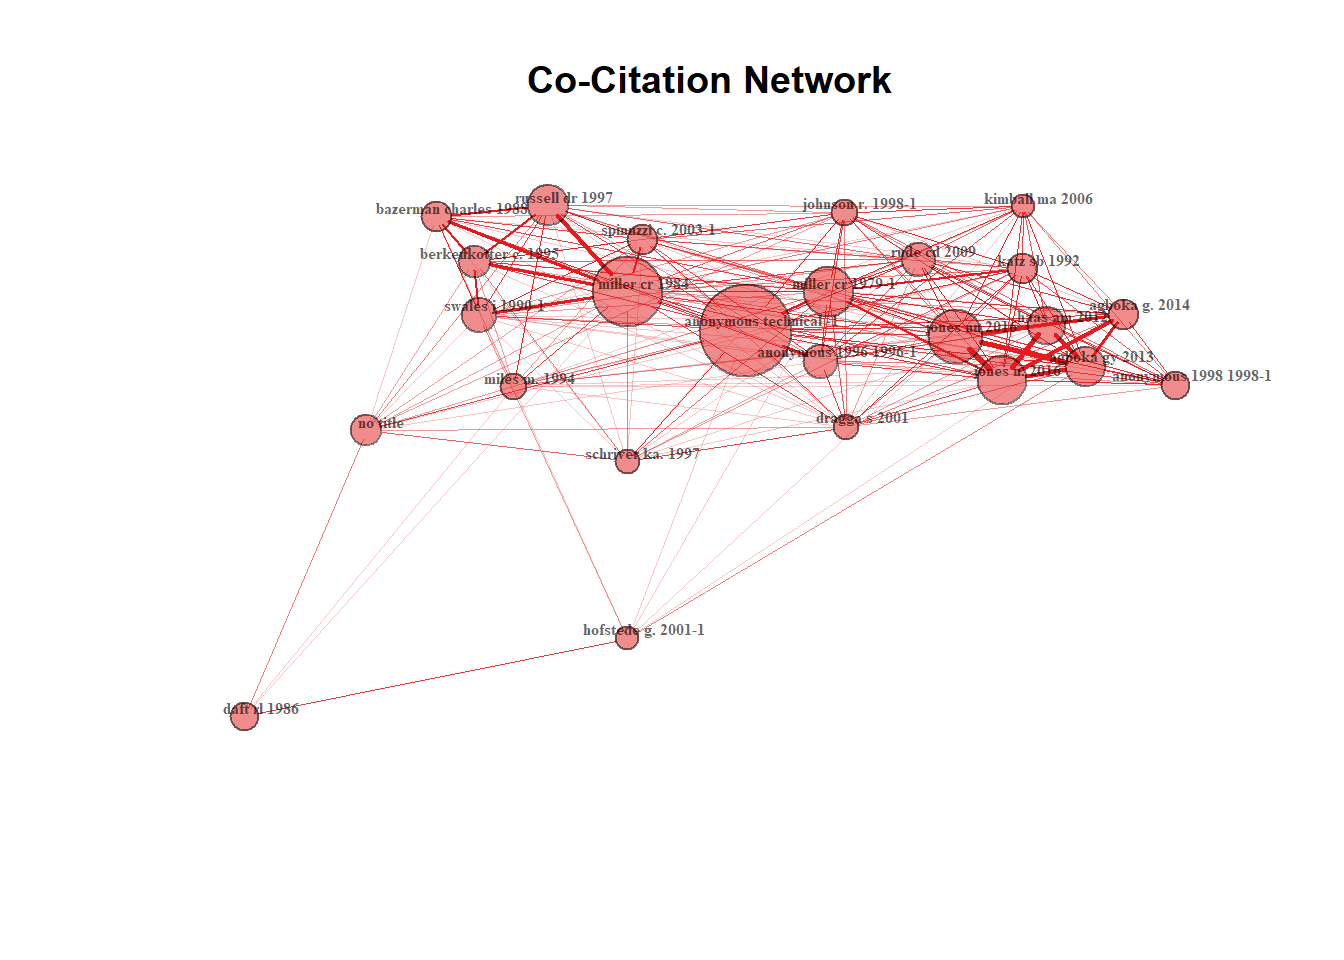 Co-Citation Network
russell dr 1997
bazerman charles 1988
johnson r. 1998-1
kimball ma 2006
spinuzzi c. 2003-1
berkenkotter c. 1995
rude cd 2009
katz sb 1992
miller cr 1984
miller cr 1979-1
swales j 1990-1
agboka g. 2014
anonymous technical -1
haas am 2012
jones nn 2016
anonymous 1996 1996-1
agboka gy 2013
jones n. 2016
anonymous 1998 1998-1
miles m. 1994
no title
dragga s 2001
schriver ka. 1997
hofstede g. 2001-1
daft rl 1986